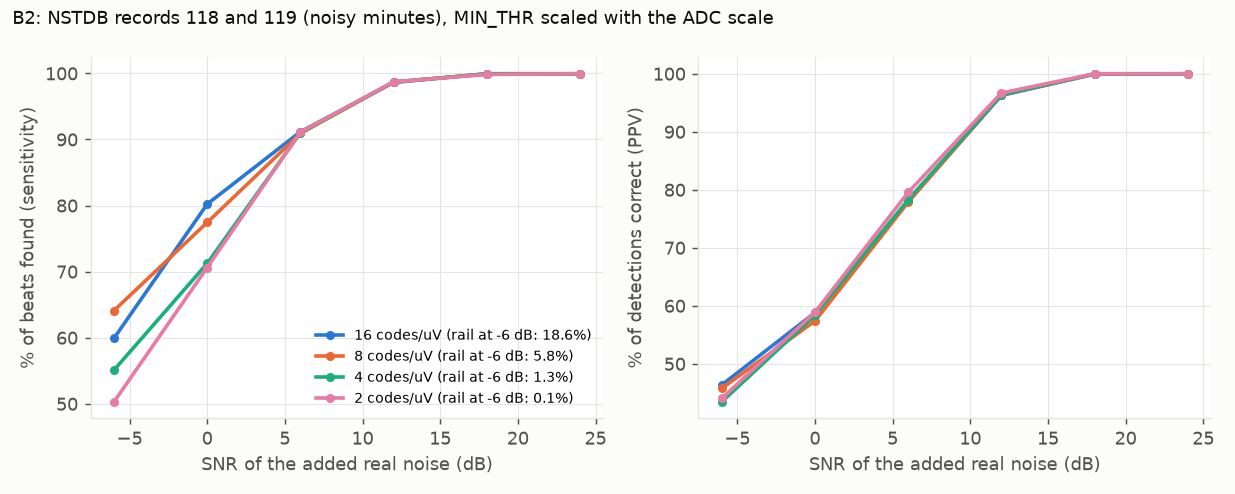 B2: NSTDB records 118 and 119 (noisy minutes), MIN_THR scaled with the ADC scale
% of beats found (sensitivity)
100
90
80
70
60
50
−5
0
5
10
15
20
25
SNR of the added real noise (dB)
16 codes/uV (rail at -6 dB: 18.6%)
8 codes/uV (rail at -6 dB: 5.8%)
4 codes/uV (rail at -6 dB: 1.3%)
2 codes/uV (rail at -6 dB: 0.1%)
% of detections correct (PPV)
100
90
80
70
60
50
−5
0
5
10
15
20
25
SNR of the added real noise (dB)